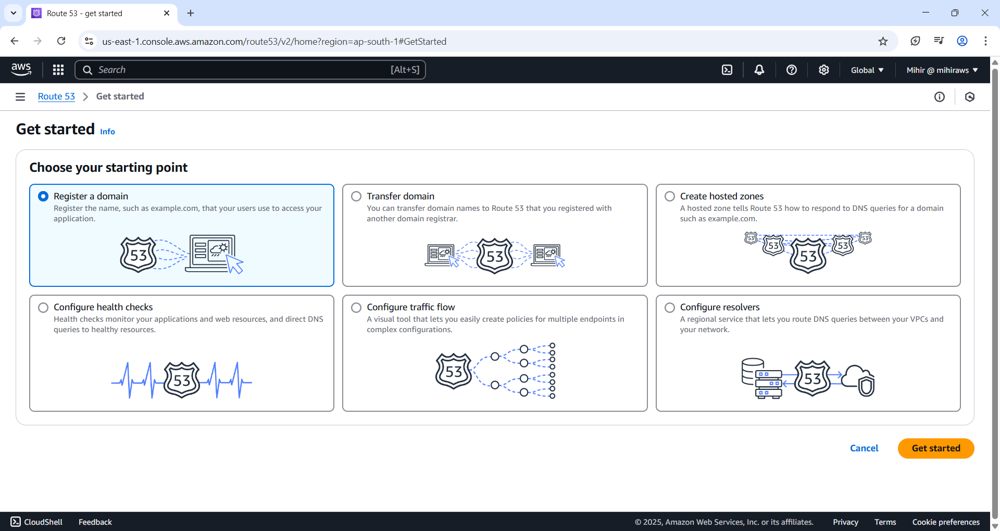 Route 53 - get started
us-east-1.console.aws.amazon.com/route53/v2/home?region=ap-south-1#GetStarted
aws
Search
[Alt+S]
Global
Mihir @ mihiraws
Route 53
Get started
Get started
Info
Choose your starting point
Register a domain
Register the name, such as example.com, that your users use to access your
application.
53
Transfer domain
You can transfer domain names to Route 53 that you registered with
another domain registrar.
53
Create hosted zones
A hosted zone tells Route 53 how to respond to DNS queries for a domain
such as example.com.
53
53
53
53
53
Configure health checks
Health checks monitor your applications and web resources, and direct DNS
queries to healthy resources.
53
Configure traffic flow
A visual tool that lets you easily create policies for multiple endpoints in
complex configurations.
53
Configure resolvers
A regional service that lets you route DNS queries between your VPCs and
your network.
53
Cancel
Get started
CloudShell
Feedback
© 2025, Amazon Web Services, Inc. or its affiliates.
Privacy
Terms
Cookie preferences